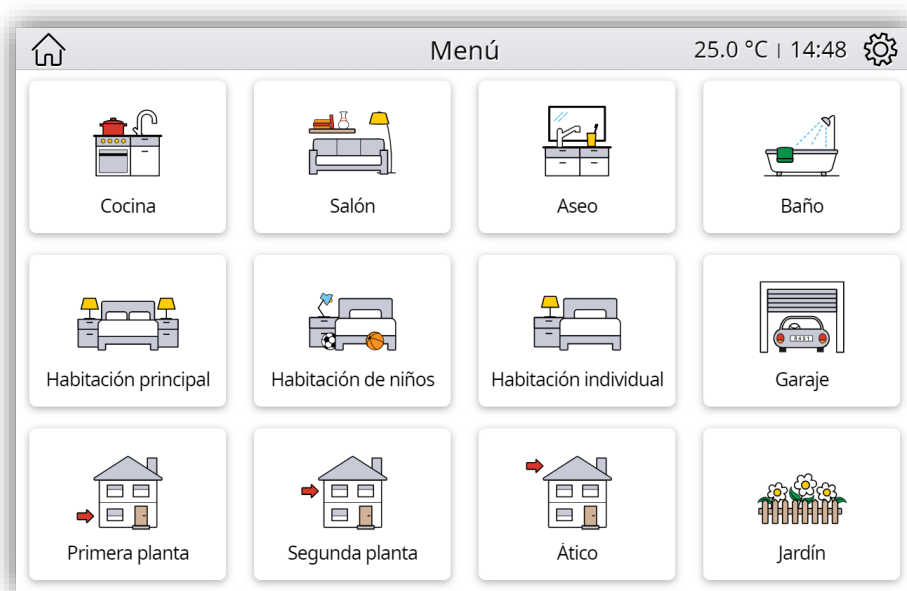 Menú
25.0 °C | 14:48
Cocina
Salón
Aseo
Baño
Habitación principal
Habitación de niños
Habitación individual
Garaje
Primera planta
Segunda planta
Ático
Jardín